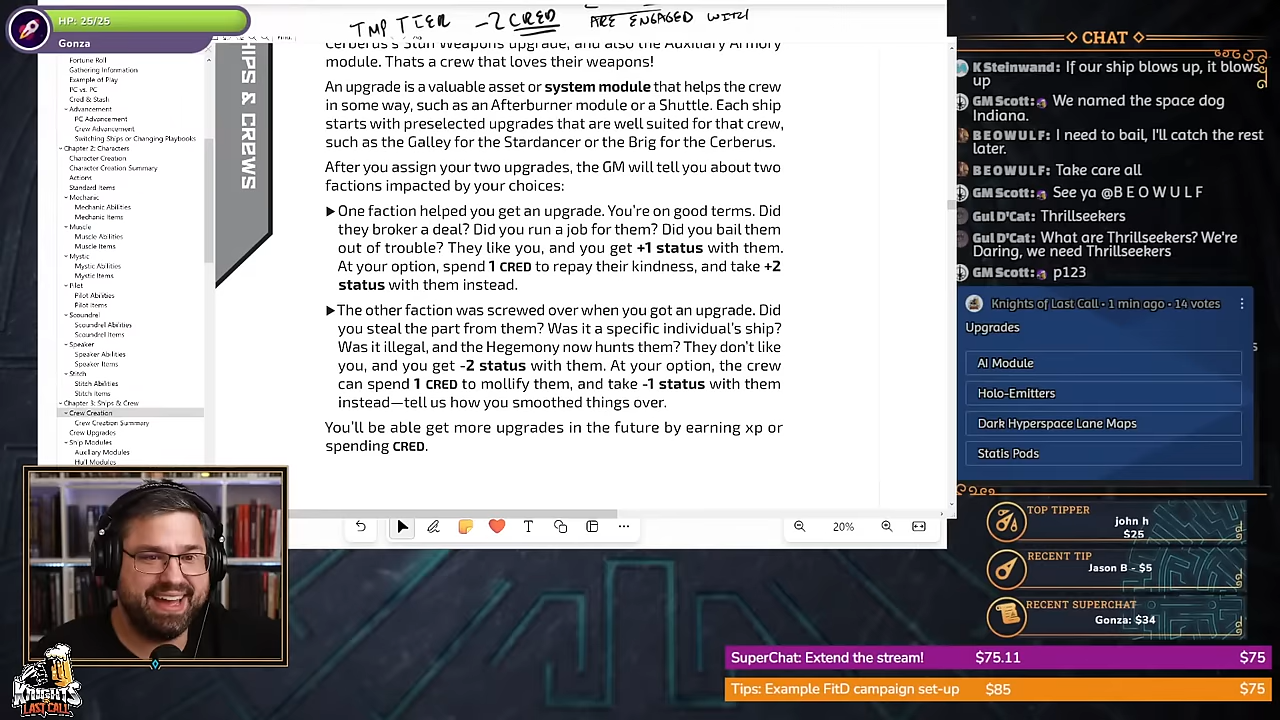 HP: 25/25
Gonza
TMP TIER -2 CRED
ARE ENGAGED WITH
Fortune Roll
Gathering Information
Example of Play
PC vs. PC
Cred & Stash
Advancement
PC Advancement
Crew Advancement
Switching Ships or Changing Playbooks
Chapter 2: Characters
Character Creation
Character Creation Summary
Actions
Standard Items
Mechanic
Mechanic Abilities
Mechanic Items
Muscle
Muscle Abilities
Muscle Items
Mystic
Mystic Abilities
Mystic Items
Pilot
Pilot Abilities
Pilot Items
Scoundrel
Scoundrel Abilities
Scoundrel Items
Speaker
Speaker Abilities
Speaker Items
Stitch
Stitch Abilities
Stitch Items
Chapter 3: Ships & Crew
Crew Creation
Crew Creation Summary
Crew Upgrades
Ship Modules
Auxiliary Modules
Hull Modules
HIPS & CREWS
Cerberus's Stun Weapons upgrade, and also the Auxiliary Armory
module. Thats a crew that loves their weapons!
An upgrade is a valuable asset or system module that helps the crew
in some way, such as an Afterburner module or a Shuttle. Each ship
starts with preselected upgrades that are well suited for that crew,
such as the Galley for the Stardancer or the Brig for the Cerberus.
After you assign your two upgrades, the GM will tell you about two
factions impacted by your choices:
▶ One faction helped you get an upgrade. You're on good terms. Did
they broker a deal? Did you run a job for them? Did you bail them
out of trouble? They like you, and you get +1 status with them.
At your option, spend 1 CRED to repay their kindness, and take +2
status with them instead.
▶ The other faction was screwed over when you got an upgrade. Did
you steal the part from them? Was it a specific individual's ship?
Was it illegal, and the Hegemony now hunts them? They don't like
you, and you get -2 status with them. At your option, the crew
can spend 1 CRED to mollify them, and take -1 status with them
instead—tell us how you smoothed things over.
You'll be able get more upgrades in the future by earning xp or
spending CRED.
T
20%
CHAT
K Steinwand: If our ship blows up, it blows
up
GM Scott: We named the space dog
Indiana.
B E O W U L F: I need to bail, I'll catch the rest
later.
B E O W U L F: Take care all
GM Scott: See ya @B E O W U L F
Gul D'Cat: Thrillseekers
Gul D'Cat: What are Thrillseekers? We're
Daring, we need Thrillseekers
GM Scott: p123
Knights of Last Call • 1 min ago • 14 votes
Upgrades
AI Module
Holo-Emitters
Dark Hyperspace Lane Maps
Statis Pods
TOP TIPPER
john h
$25
RECENT TIP
Jason B - $5
RECENT SUPERCHAT
Gonza: $34
SuperChat: Extend the stream! $75.11 $75
Tips: Example FitD campaign set-up $85 $75
KNIGHTS
OF
LAST CALL